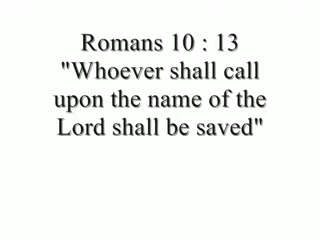 Romans 10 : 13
"Whoever shall call
upon the name of the
Lord shall be saved"